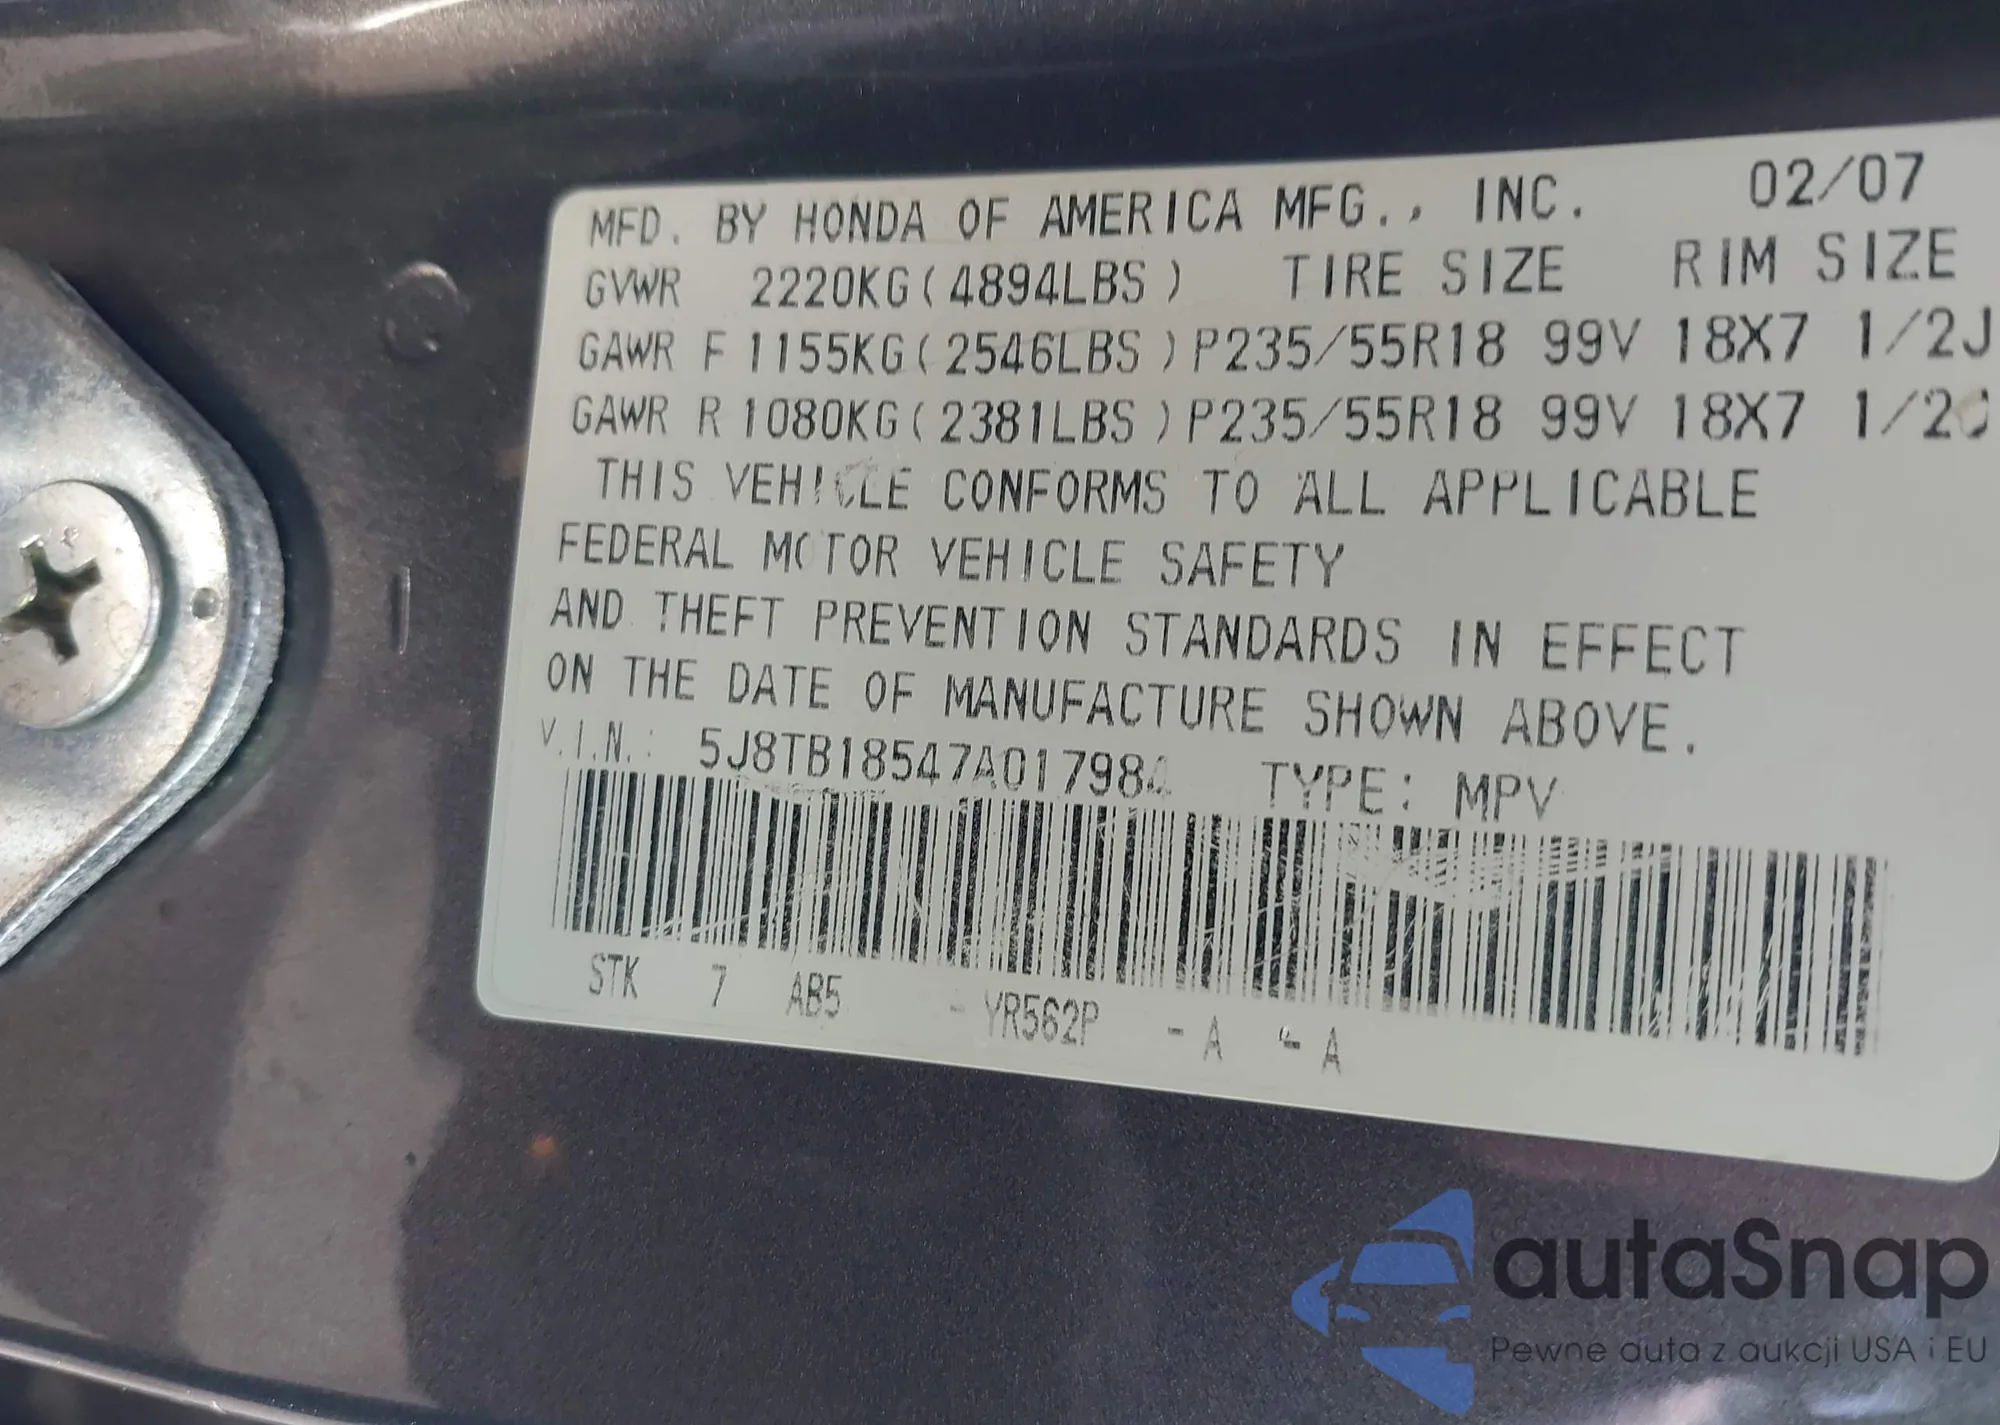 MFD. BY HONDA OF AMERICA MFG., INC. 02/07
GVWR 2220KG(4894LBS) TIRE SIZE RIM SIZE
GAWR F 1155KG(2546LBS)P235/55R18 99V 18X7 1/2J
GAWR R 1080KG(2381LBS)P235/55R18 99V 18X7 1/2J
THIS VEHICLE CONFORMS TO ALL APPLICABLE
FEDERAL MOTOR VEHICLE SAFETY
AND THEFT PREVENTION STANDARDS IN EFFECT
ON THE DATE OF MANUFACTURE SHOWN ABOVE.
V.I.N.: 5J8TB18547A017984 TYPE: MPV
STK 7 AB5 - YR562P - A - A
autaSnap
Pewne auta z aukcji USA i EU